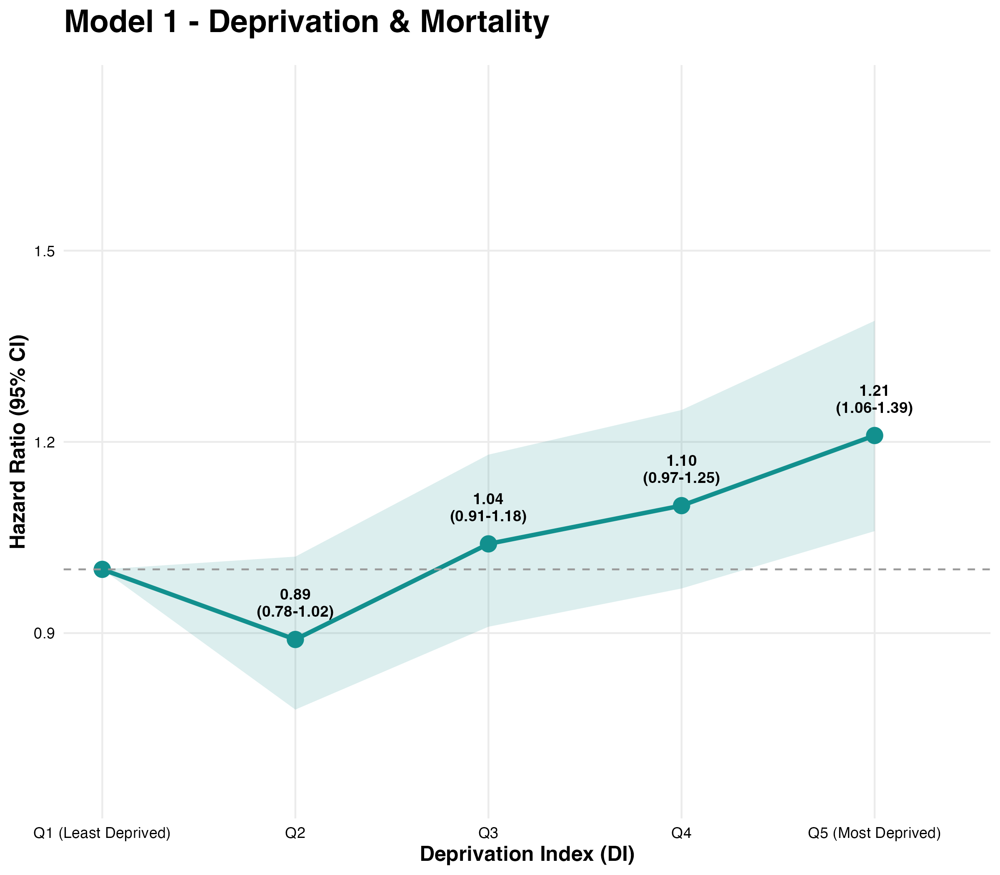 Model 1 - Deprivation & Mortality
Hazard Ratio (95% CI)
1.5
1.2
0.9
1.21
(1.06-1.39)
1.10
(0.97-1.25)
1.04
(0.91-1.18)
0.89
(0.78-1.02)
Q1 (Least Deprived)
Q2
Q3
Q4
Q5 (Most Deprived)
Deprivation Index (DI)